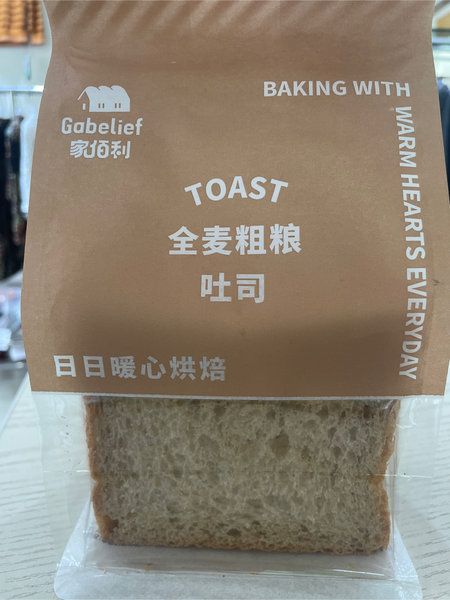 Gabelief
家佰利
BAKING WITH
WARM HEARTS EVERYDAY
TOAST
全麦粗粮
吐司
日日暖心烘焙